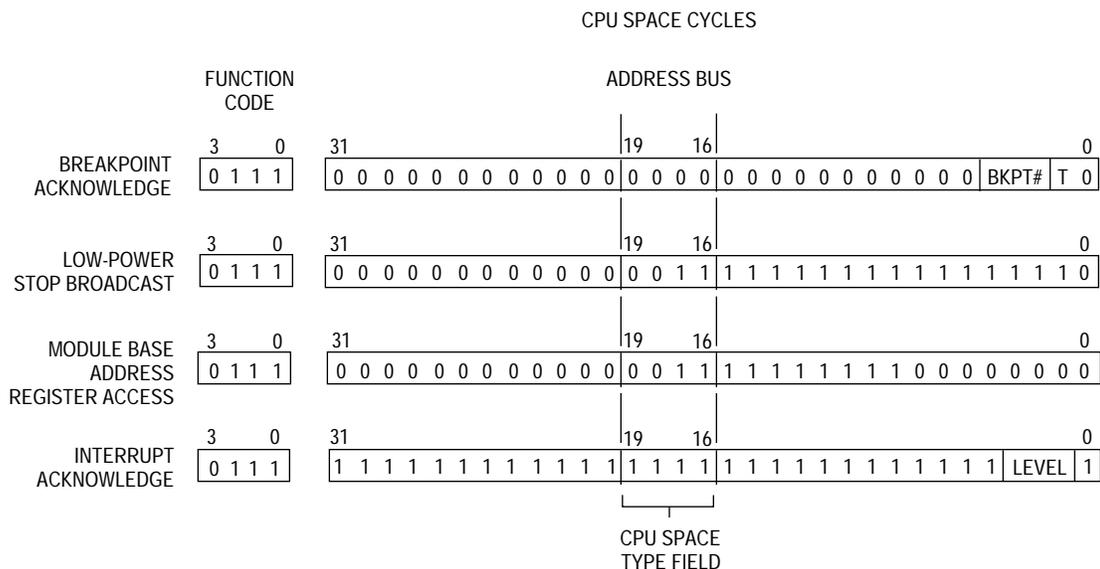 CPU SPACE CYCLES
FUNCTION
CODE
ADDRESS BUS
BREAKPOINT
ACKNOWLEDGE
3 0
31 19 16 0
0 1 1 1
0 0 0 0 0 0 0 0 0 0 0 0 0 0 0 0 0 0 0 0 0 0 0 0 0 0 0 BKPT# T 0
LOW-POWER
STOP BROADCAST
3 0
31 19 16 0
0 1 1 1
0 0 0 0 0 0 0 0 0 0 0 0 0 0 1 1 1 1 1 1 1 1 1 1 1 1 1 1 1 1 1 0
MODULE BASE
ADDRESS
REGISTER ACCESS
3 0
31 19 16 0
0 1 1 1
0 0 0 0 0 0 0 0 0 0 0 0 0 0 1 1 1 1 1 1 1 1 1 1 0 0 0 0 0 0 0 0
INTERRUPT
ACKNOWLEDGE
3 0
31 19 16 0
0 1 1 1
1 1 1 1 1 1 1 1 1 1 1 1 1 1 1 1 1 1 1 1 1 1 1 1 1 1 1 1 LEVEL 1
CPU SPACE
TYPE FIELD